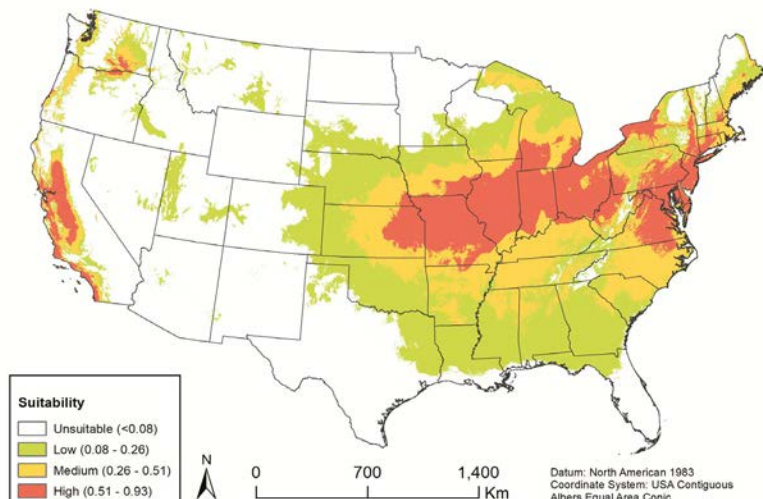 Suitability
Unsuitable (<0.08)
Low (0.08 - 0.26)
Medium (0.26 - 0.51)
High (0.51 - 0.93)
N
0 700 1,400
Km
Datum: North American 1983
Coordinate System: USA Contiguous
Albers Equal Area Conic